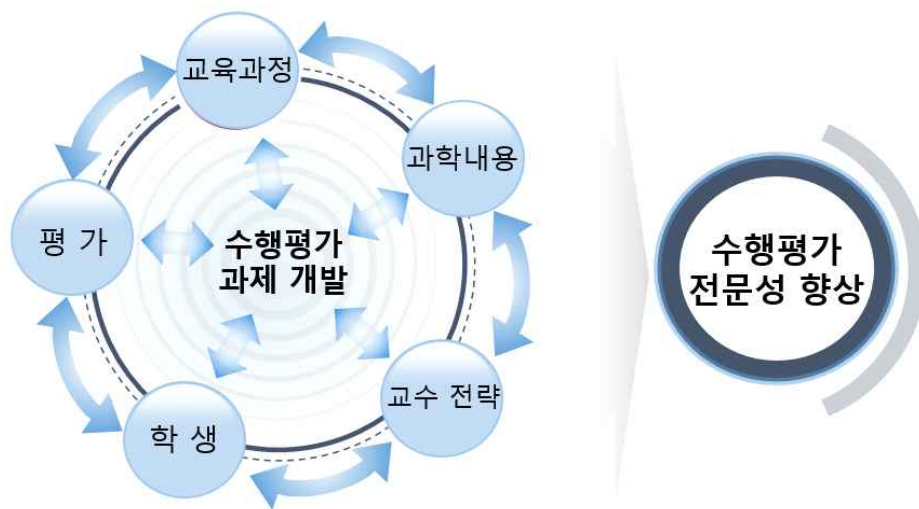 교육과정
과학내용
평 가
수행평가
과제 개발
교수 전략
학 생
수행평가
전문성 향상